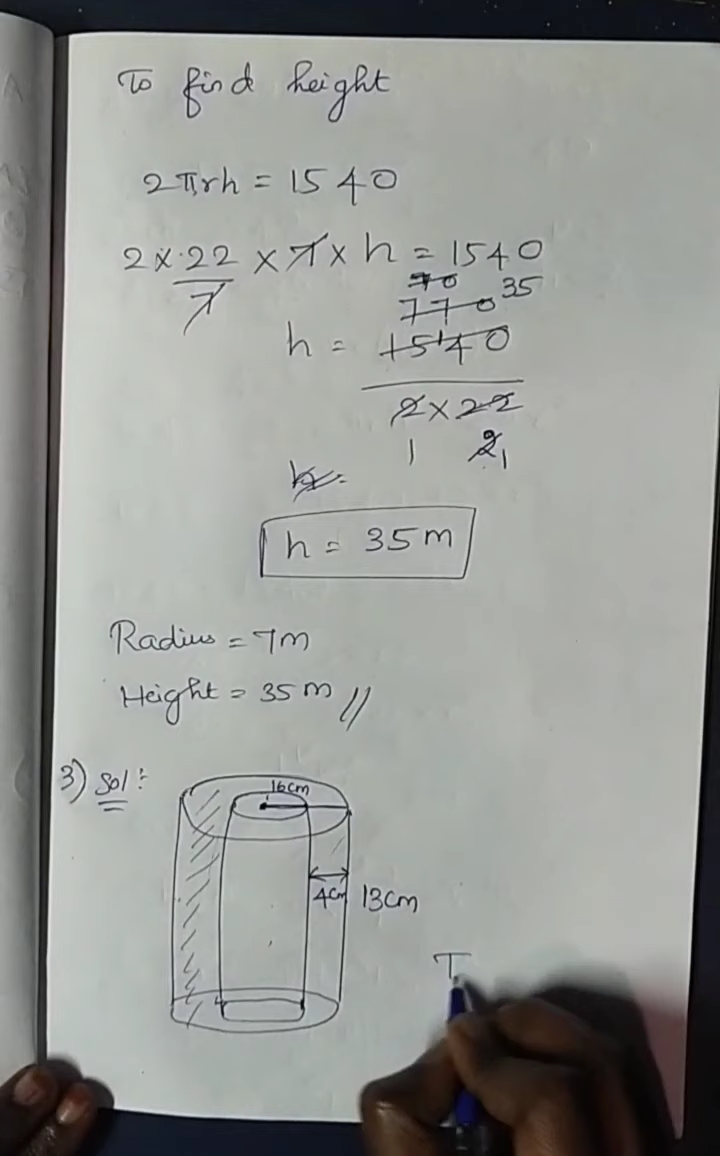 To find height
2πrh = 1540
2 × 22/7 × 7 × h = 1540
70
770 35
h = 1540
2 × 22
1 2 1
h =
h = 35 m
Radius = 7m
Height = 35 m //
3) Sol :
16cm
4cm 13cm
T